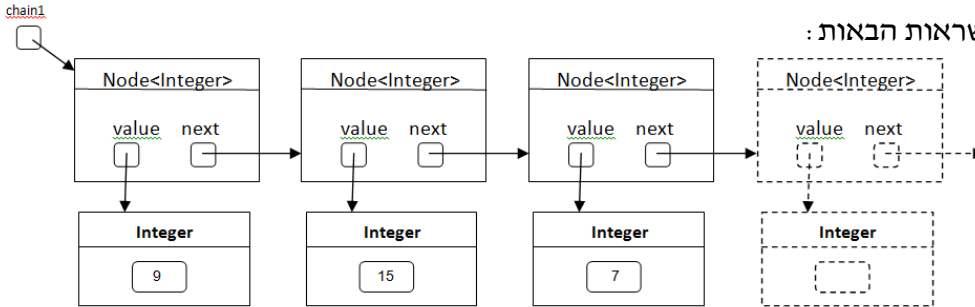 chain1
הבאות :
Node<Integer> Node<Integer> Node<Integer> Node<Integer>
value next value next value next value next
Integer Integer Integer Integer
9 15 7